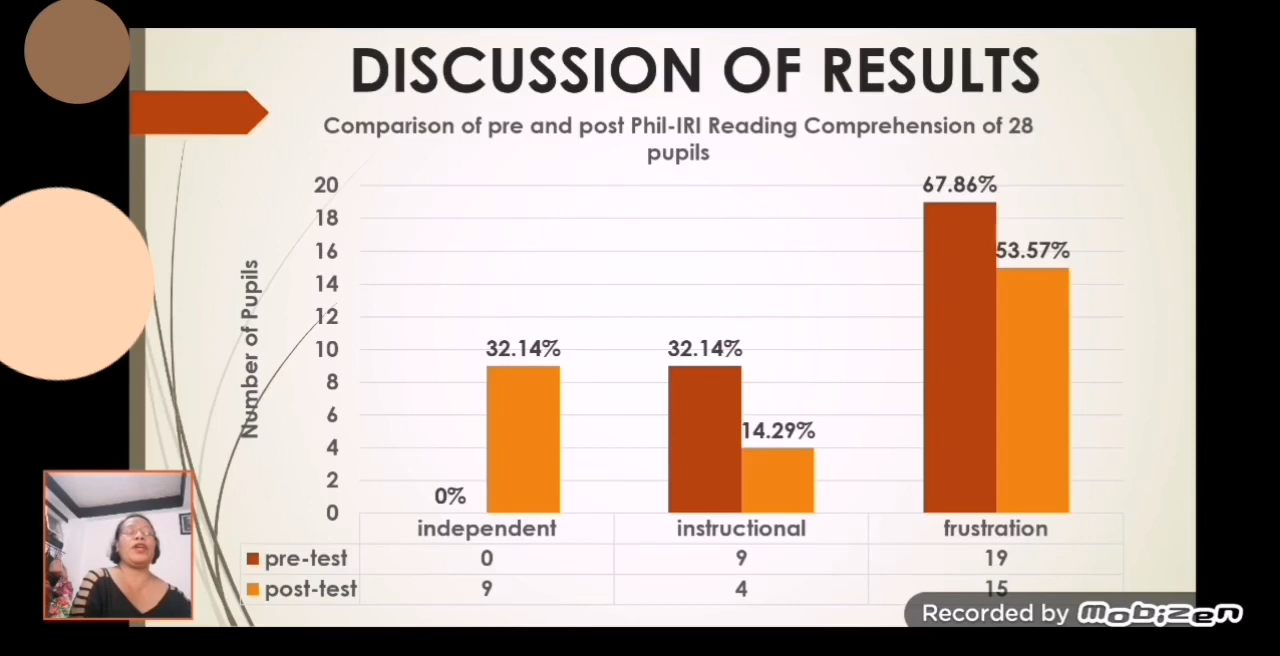 DISCUSSION OF RESULTS
Comparison of pre and post Phil-IRI Reading Comprehension of 28
pupils
Number of Pupils
20
18
16
14
12
10
8
6
4
2
0
0%
32.14%
32.14%
14.29%
67.86%
53.57%
independent instructional frustration
pre-test 0 9 19
post-test 9 4 15
Recorded by Mobizen